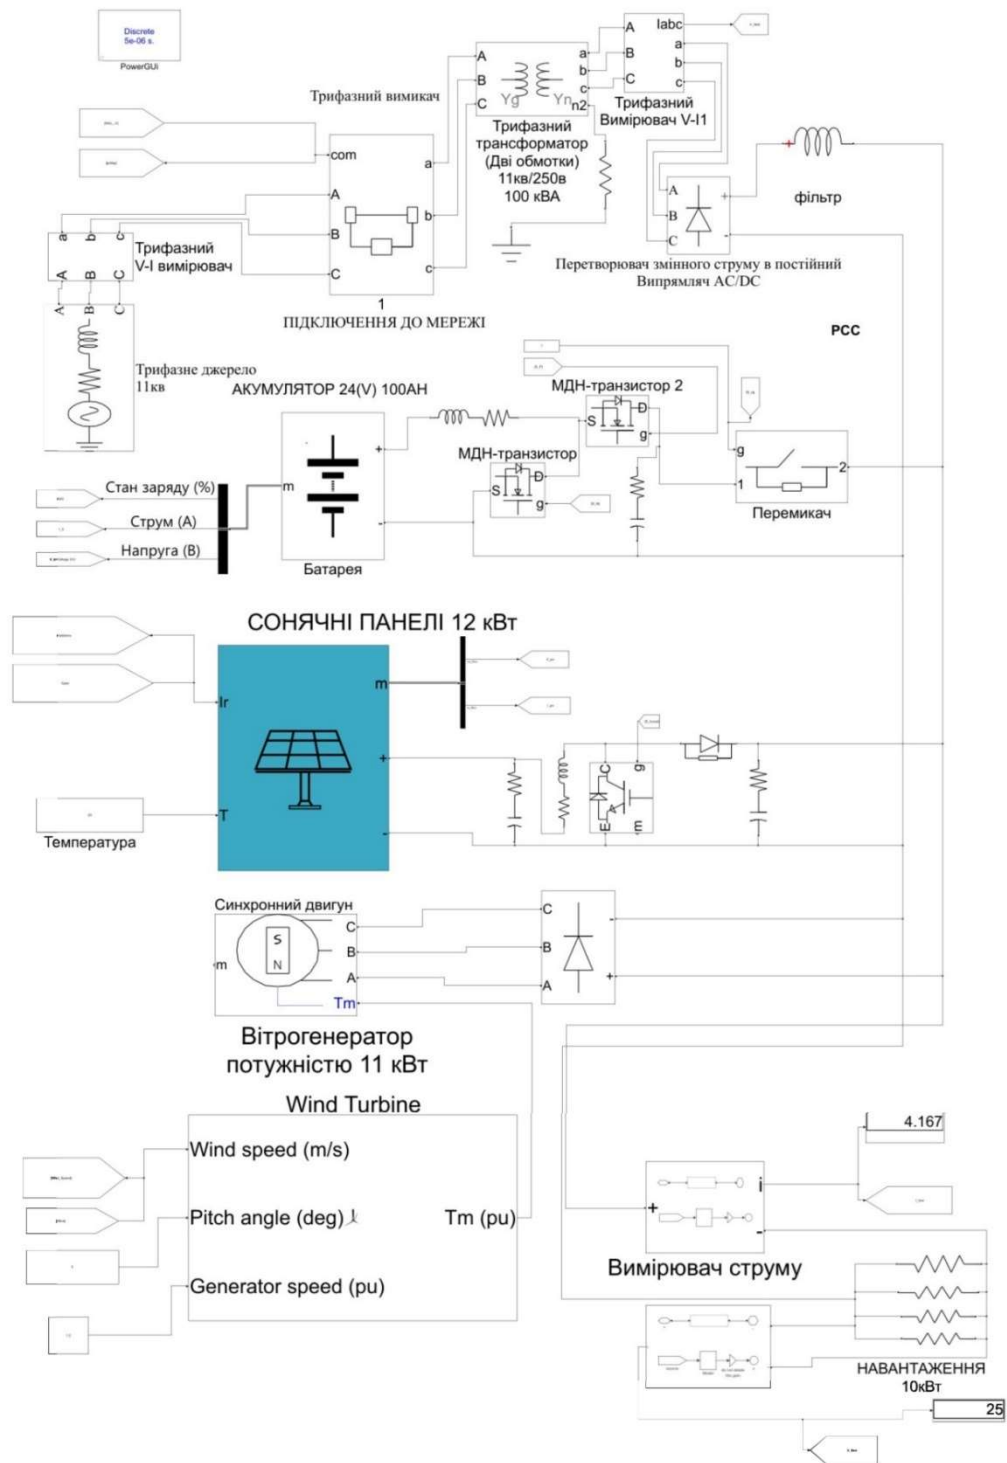 Discrete
5e-06 s.
PowerGUi
Трифазний вимикач
com
A
B
C
a
b
c
1
ПІДКЛЮЧЕННЯ ДО МЕРЕЖІ
A
B
C
Yg
Yn
a
b
c
n2
Трифазний
трансформатор
(Дві обмотки)
11кв/250в
100 кВА
A
B
C
Iabc
a
b
c
Трифазний
Вимірювач V-I1
A
B
C
+
-
Перетворювач змінного струму в постійний
Випрямляч AC/DC
+
фільтр
a
b
c
A
B
C
Трифазний
V-I вимірювач
A
B
C
Трифазне джерело
11кв
PCC
АКУМУЛЯТОР 24(V) 100AH
m
+
-
Батарея
Стан заряду (%)
Струм (А)
Напруга (В)
МДН-транзистор
S
D
g
МДН-транзистор 2
S
D
g
g
1
2
Перемикач
СОНЯЧНІ ПАНЕЛІ 12 кВт
Ir
T
m
+
-
Температура
C
g
E
m
Синхронний двигун
m
S
N
C
B
A
Tm
C
B
A
-
+
Вітрогенератор
потужністю 11 кВт
Wind Turbine
Wind speed (m/s)
Pitch angle (deg)
Generator speed (pu)
Tm (pu)
4.167
+
i
-
Вимірювач струму
НАВАНТАЖЕННЯ
10кВт
25